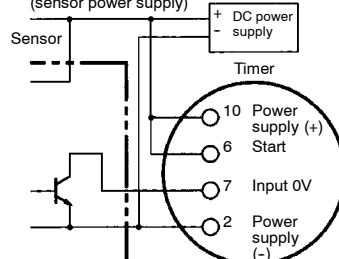 (sensor power supply)
+ DC power
- supply
Sensor
Timer
10 Power
supply (+)
6 Start
7 Input 0V
2 Power
supply
(-)